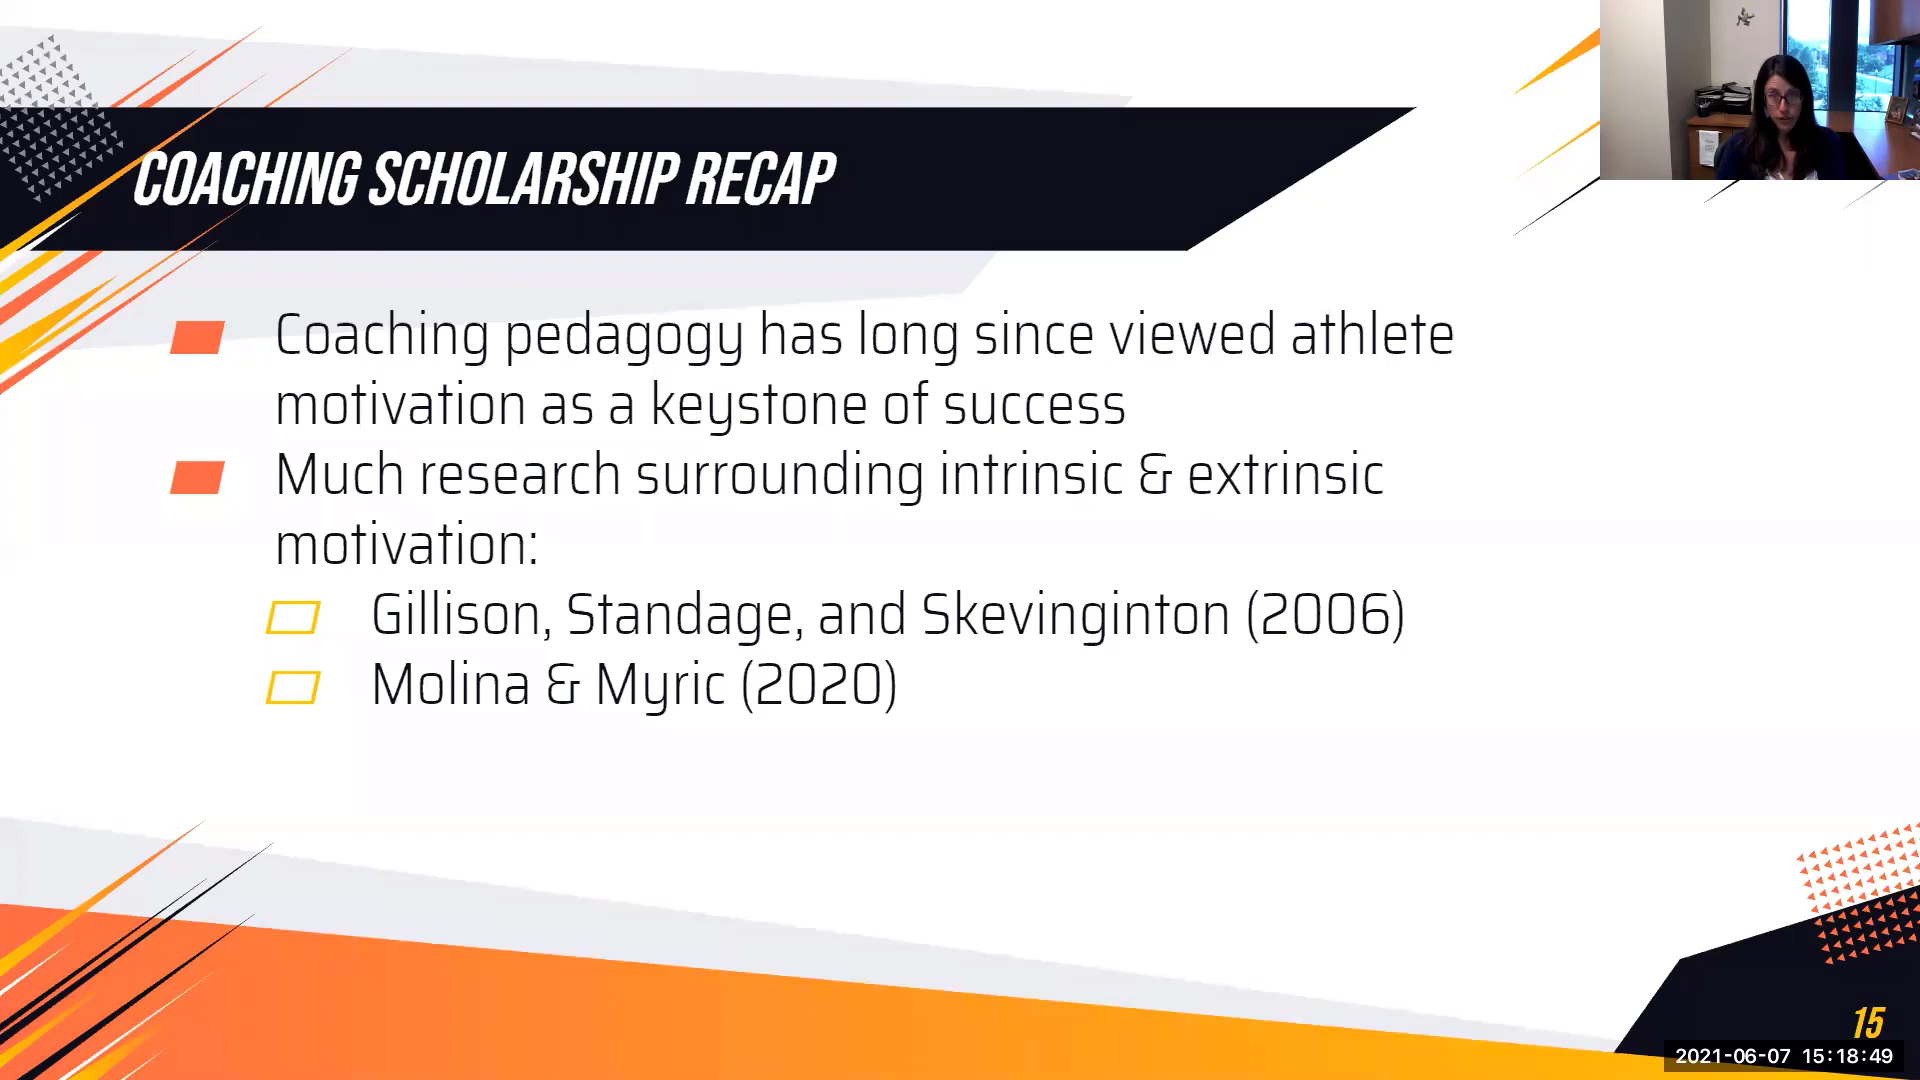 COACHING SCHOLARSHIP RECAP
Coaching pedagogy has long since viewed athlete
motivation as a keystone of success
Much research surrounding intrinsic & extrinsic
motivation:
Gillison, Standage, and Skevinginton (2006)
Molina & Myric (2020)
15
2021-06-07 15:18:49